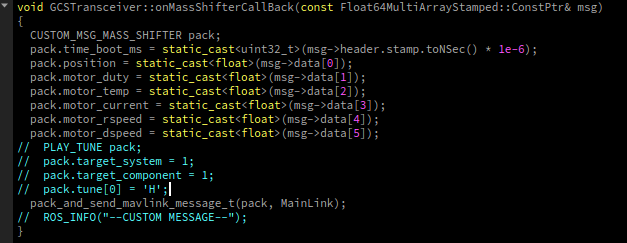 void GCSTransceiver::onMassShifterCallBack(const Float64MultiArrayStamped::ConstPtr& msg)
{
  CUSTOM_MSG_MASS_SHIFTER pack;
  pack.time_boot_ms = static_cast<uint32_t>(msg->header.stamp.toNSec() * 1e-6);
  pack.position = static_cast<float>(msg->data[0]);
  pack.motor_duty = static_cast<float>(msg->data[1]);
  pack.motor_temp = static_cast<float>(msg->data[2]);
  pack.motor_current = static_cast<float>(msg->data[3]);
  pack.motor_rspeed = static_cast<float>(msg->data[4]);
  pack.motor_dspeed = static_cast<float>(msg->data[5]);
//  PLAY_TUNE pack;
//  pack.target_system = 1;
//  pack.target_component = 1;
//  pack.tune[0] = 'H';
  pack_and_send_mavlink_message_t(pack, MainLink);
//  ROS_INFO("--CUSTOM MESSAGE--");
}